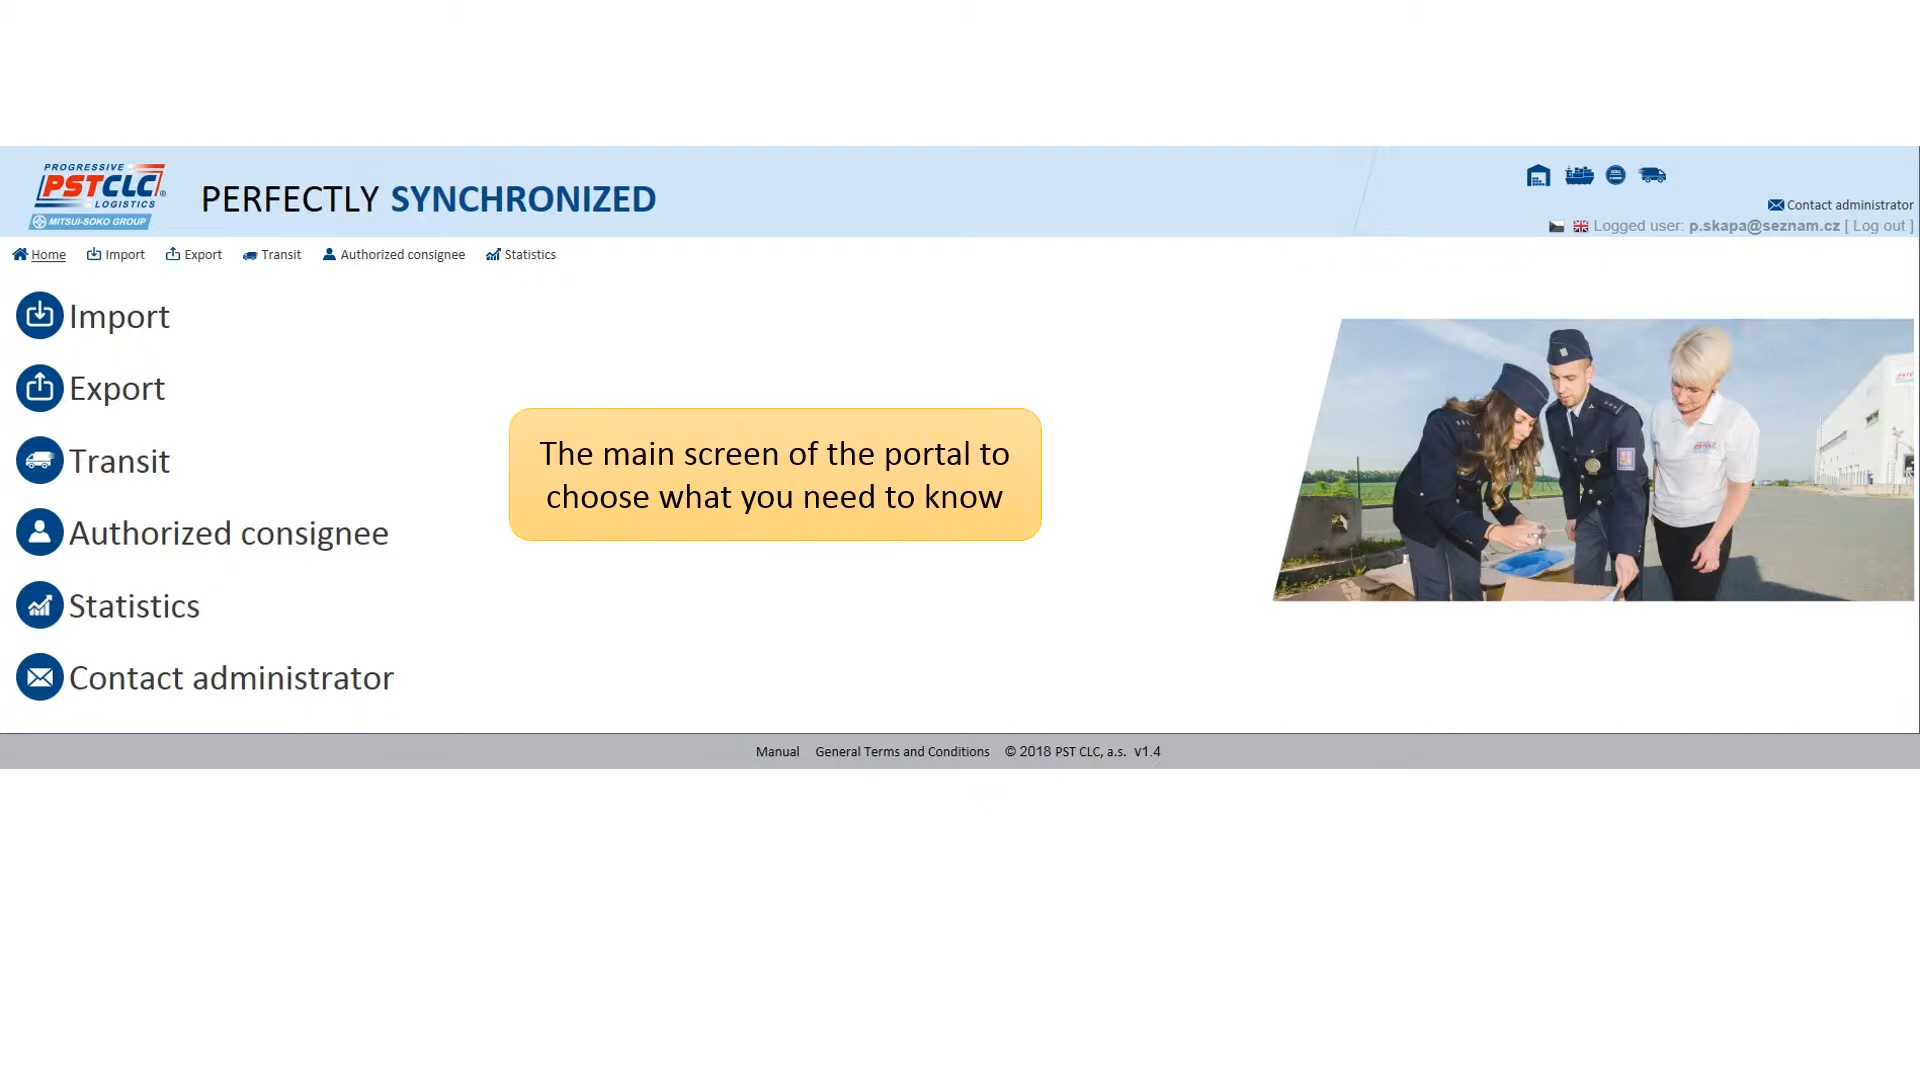 PROGRESSIVE
PSTCLC®
LOGISTICS
MITSUI-SOKO GROUP
PERFECTLY SYNCHRONIZED
Contact administrator
Logged user: p.skapa@seznam.cz [ Log out ]
Home Import Export Transit Authorized consignee Statistics
Import
Export
Transit
Authorized consignee
Statistics
Contact administrator
The main screen of the portal to
choose what you need to know
Manual General Terms and Conditions © 2018 PST CLC, a.s. v1.4